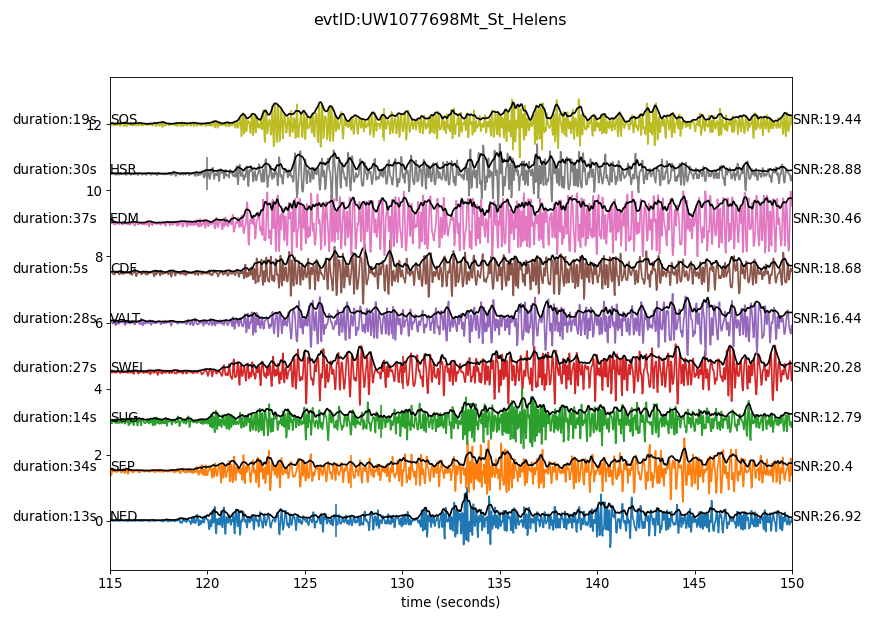 evtID:UW1077698Mt_St_Helens
duration:19s SOS SNR:19.44
12
duration:30s HSR SNR:28.88
10
duration:37s EDM SNR:30.46
8
duration:5s CDF SNR:18.68
duration:28s VALT SNR:16.44
6
duration:27s SWFL SNR:20.28
4
duration:14s SUG SNR:12.79
2
duration:34s SEP SNR:20.4
duration:13s NED SNR:26.92
0
115 120 125 130 135 140 145 150
time (seconds)